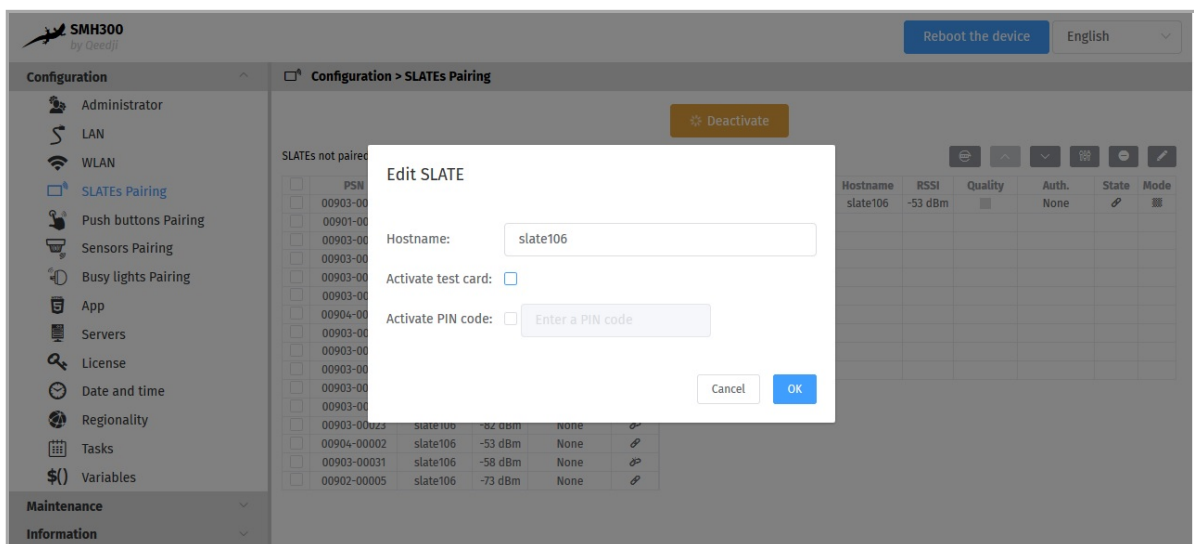 SMH300
by Qeedji
Reboot the device
English
Configuration
Configuration > SLATEs Pairing
Administrator
LAN
WLAN
SLATEs Pairing
Push buttons Pairing
Sensors Pairing
Busy lights Pairing
App
Servers
License
Date and time
Regionality
Tasks
$() Variables
Maintenance
Information
Deactivate
SLATEs not paired
PSN
00903-00
00901-00
00903-00
00903-00
00903-00
00903-00
00904-00
00903-00
00903-00
00903-00
00903-00
00903-00
00903-00023 slate106 -82 dBm None
00904-00002 slate106 -53 dBm None
00903-00031 slate106 -58 dBm None
00902-00005 slate106 -73 dBm None
Hostname RSSI Quality Auth. State Mode
slate106 -53 dBm None
Edit SLATE
Hostname: slate106
Activate test card:
Activate PIN code: Enter a PIN code
Cancel OK